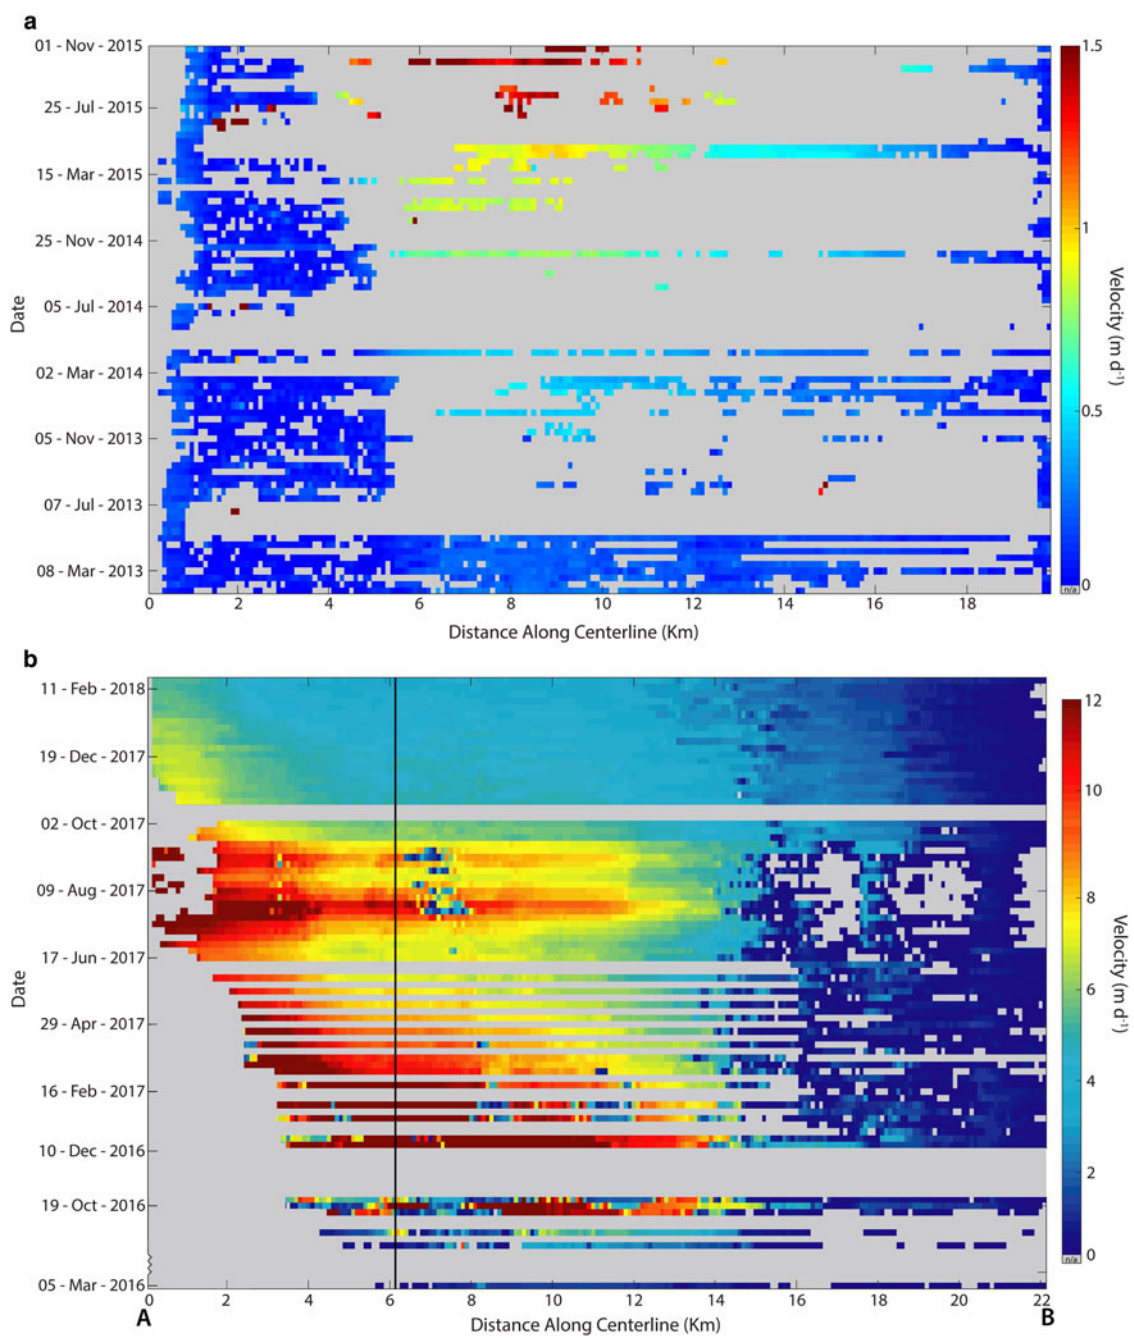 a
01 - Nov - 2015
25 - Jul - 2015
15 - Mar - 2015
25 - Nov - 2014
05 - Jul - 2014
02 - Mar - 2014
05 - Nov - 2013
07 - Jul - 2013
08 - Mar - 2013
Date
0 2 4 6 8 10 12 14 16 18
Distance Along Centerline (Km)
1.5
1
0.5
0
n/a
Velocity (m d⁻¹)
b
11 - Feb - 2018
19 - Dec - 2017
02 - Oct - 2017
09 - Aug - 2017
17 - Jun - 2017
29 - Apr - 2017
16 - Feb - 2017
10 - Dec - 2016
19 - Oct - 2016
05 - Mar - 2016
Date
0 2 4 6 8 10 12 14 16 18 20 22
A B
Distance Along Centerline (Km)
12
10
8
6
4
2
0
n/a
Velocity (m d⁻¹)